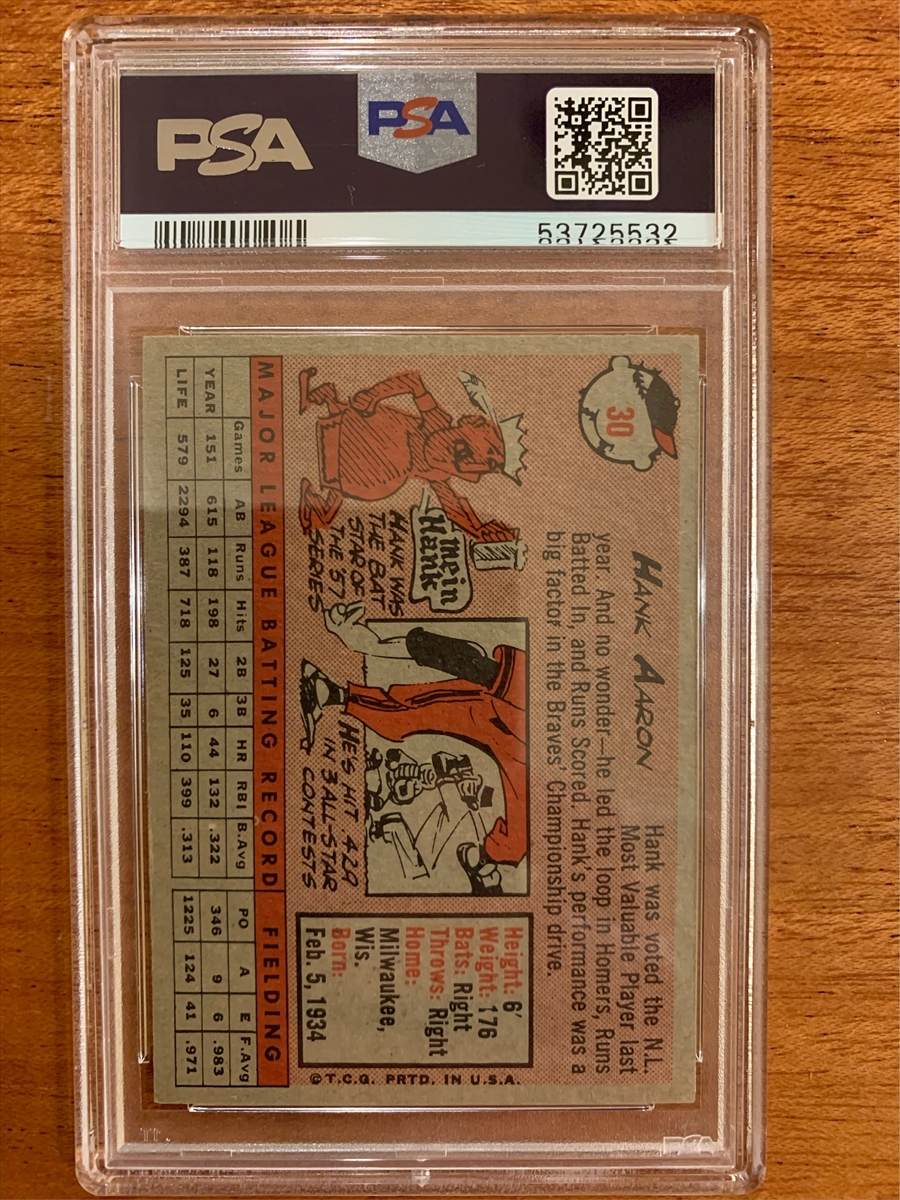 PSA
PSA
53725532
30
HANK AARON
Hank was voted the N.L.
Most Valuable Player last
year. And no wonder—he led the loop in Homers, Runs
Batted In, and Runs Scored. Hank's performance was a
big factor in the Braves' Championship drive.
mein
Hank
HANK WAS
THE BAT
STAR OF
THE '57
SERIES
HE'S HIT .429
IN 3 ALL-STAR
CONTESTS
Height: 6'
Weight: 176
Bats: Right
Throws: Right
Home:
Milwaukee,
Wis.
Born:
Feb. 5, 1934
MAJOR LEAGUE BATTING RECORD FIELDING
Games AB Runs Hits 2B 3B HR RBI B.Avg PO A E F.Avg
YEAR 151 615 118 198 27 6 44 132 .322 346 9 6 .983
LIFE 579 2294 387 718 125 35 110 399 .313 1225 124 41 .971
© T.C.G. PRTD. IN U.S.A.
PSA